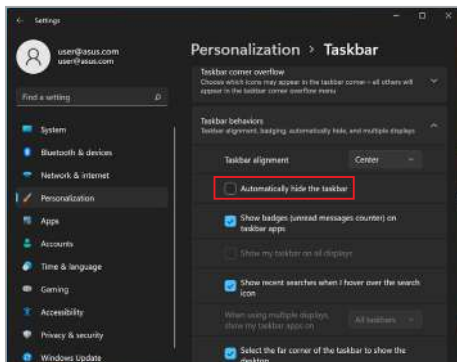 Settings
user@asus.com
user@asus.com
Find a setting
System
Bluetooth & devices
Network & internet
Personalization
Apps
Accounts
Time & language
Gaming
Accessibility
Privacy & security
Windows Update
Personalization > Taskbar
Taskbar corner overflow
Choose which icons may appear in the taskbar corner – all others will
appear in the taskbar corner overflow menu
Taskbar behaviors
Taskbar alignment, badging, automatically hide, and multiple displays
Taskbar alignment
Center
Automatically hide the taskbar
Show badges (unread messages counter) on
taskbar apps
Show my taskbar on all displays
Show recent searches when I hover over the search
icon
When using multiple displays,
show my taskbar apps on
All taskbars
Select the far corner of the taskbar to show the
desktop